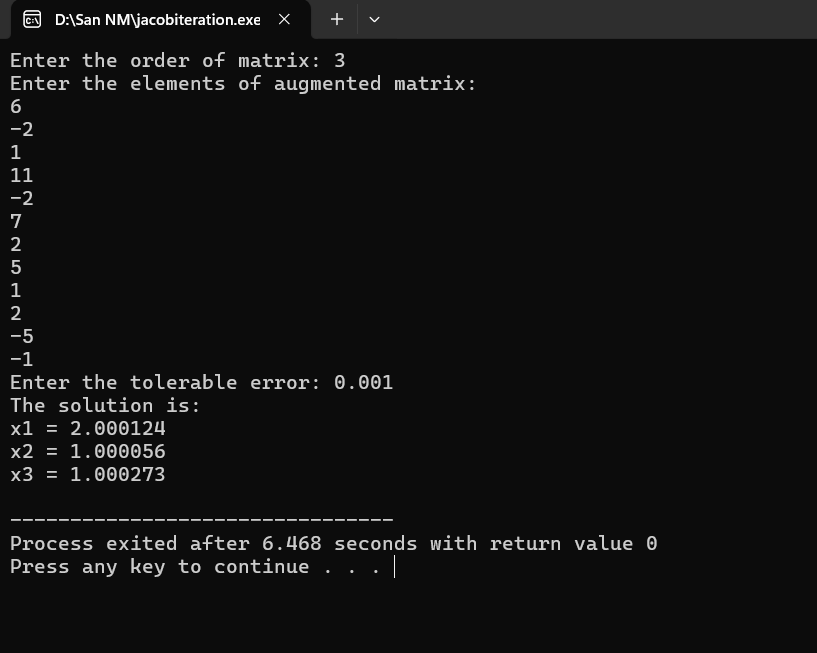 D:\San NM\jacobiteration.exe
Enter the order of matrix: 3
Enter the elements of augmented matrix:
6
-2
1
11
-2
7
2
5
1
2
-5
-1
Enter the tolerable error: 0.001
The solution is:
x1 = 2.000124
x2 = 1.000056
x3 = 1.000273
--------------------------------
Process exited after 6.468 seconds with return value 0
Press any key to continue . . .